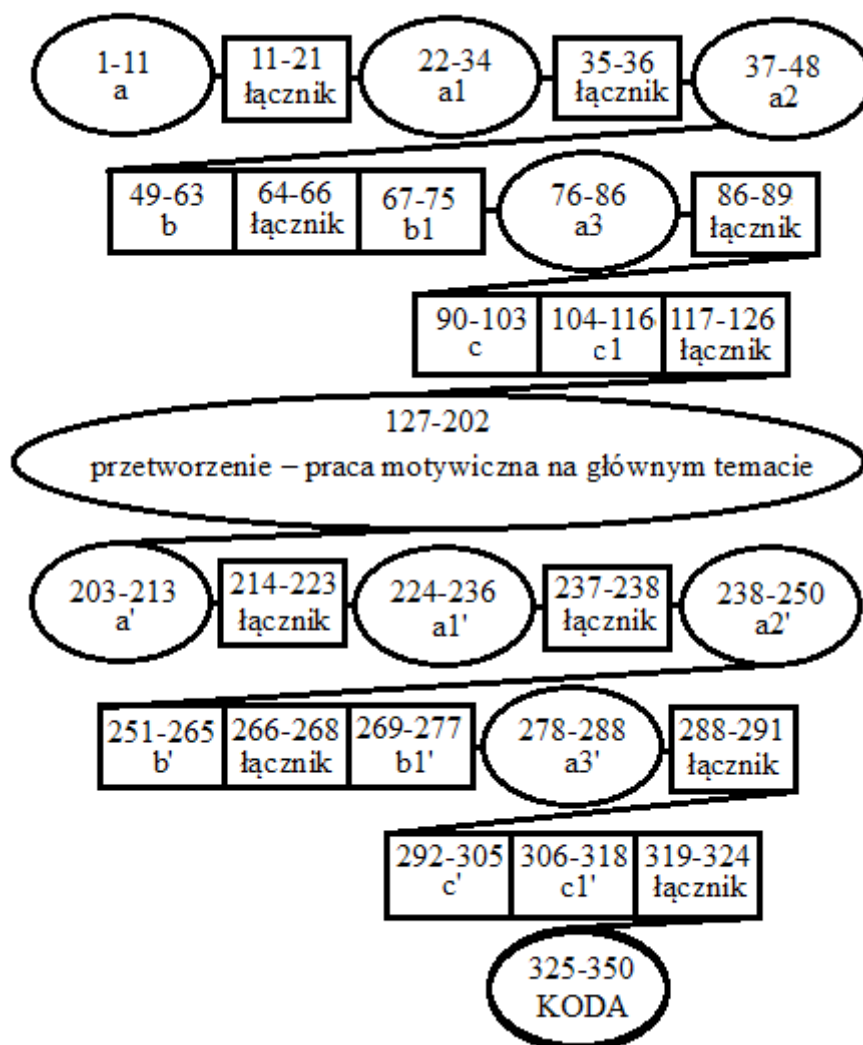 1-11
a
11-21
łącznik
22-34
a1
35-36
łącznik
37-48
a2
49-63
b
64-66
łącznik
67-75
b1
76-86
a3
86-89
łącznik
90-103
c
104-116
c1
117-126
łącznik
127-202
przetworzenie – praca motywiczna na głównym temacie
203-213
a'
214-223
łącznik
224-236
a1'
237-238
łącznik
238-250
a2'
251-265
b'
266-268
łącznik
269-277
b1'
278-288
a3'
288-291
łącznik
292-305
c'
306-318
c1'
319-324
łącznik
325-350
KODA